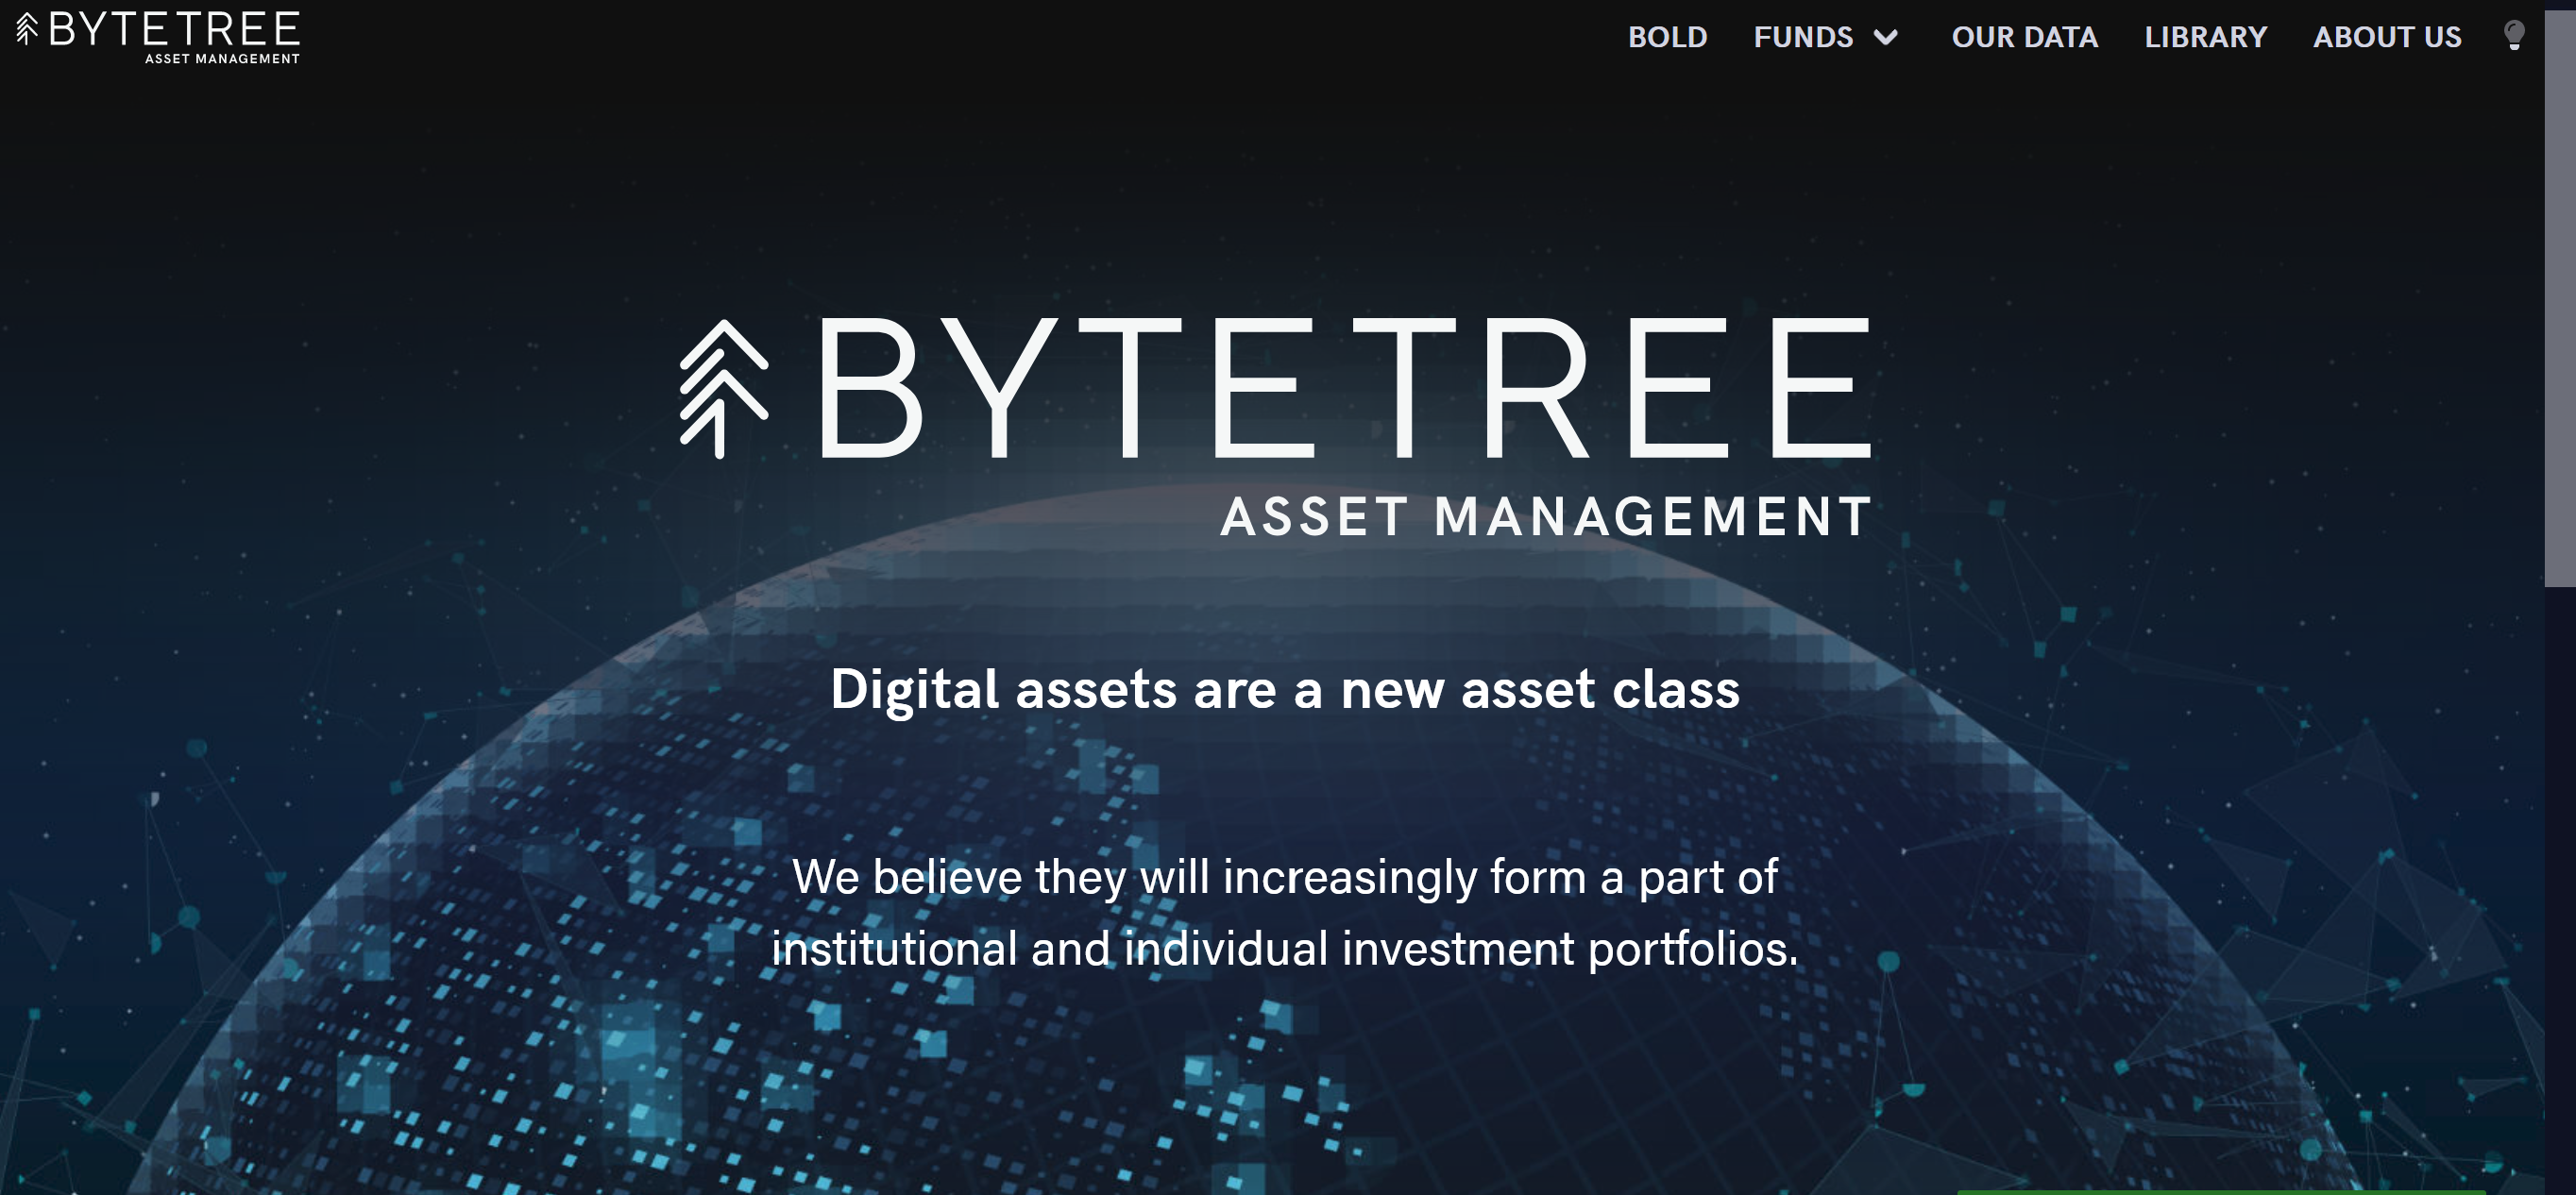 BYTETREE
ASSET MANAGEMENT
BOLD FUNDS OUR DATA LIBRARY ABOUT US
BYTETREE
ASSET MANAGEMENT
Digital assets are a new asset class
We believe they will increasingly form a part of
institutional and individual investment portfolios.